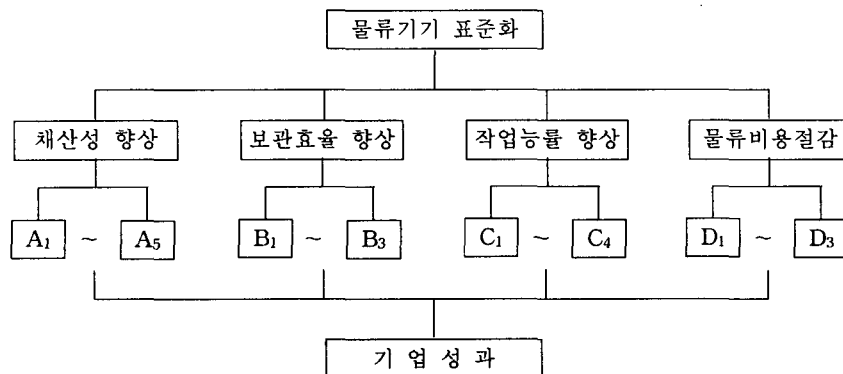 물류기기 표준화
채산성 향상 보관효율 향상 작업능률 향상 물류비용절감
A1 ~ A5 B1 ~ B3 C1 ~ C4 D1 ~ D3
기 업 성 과